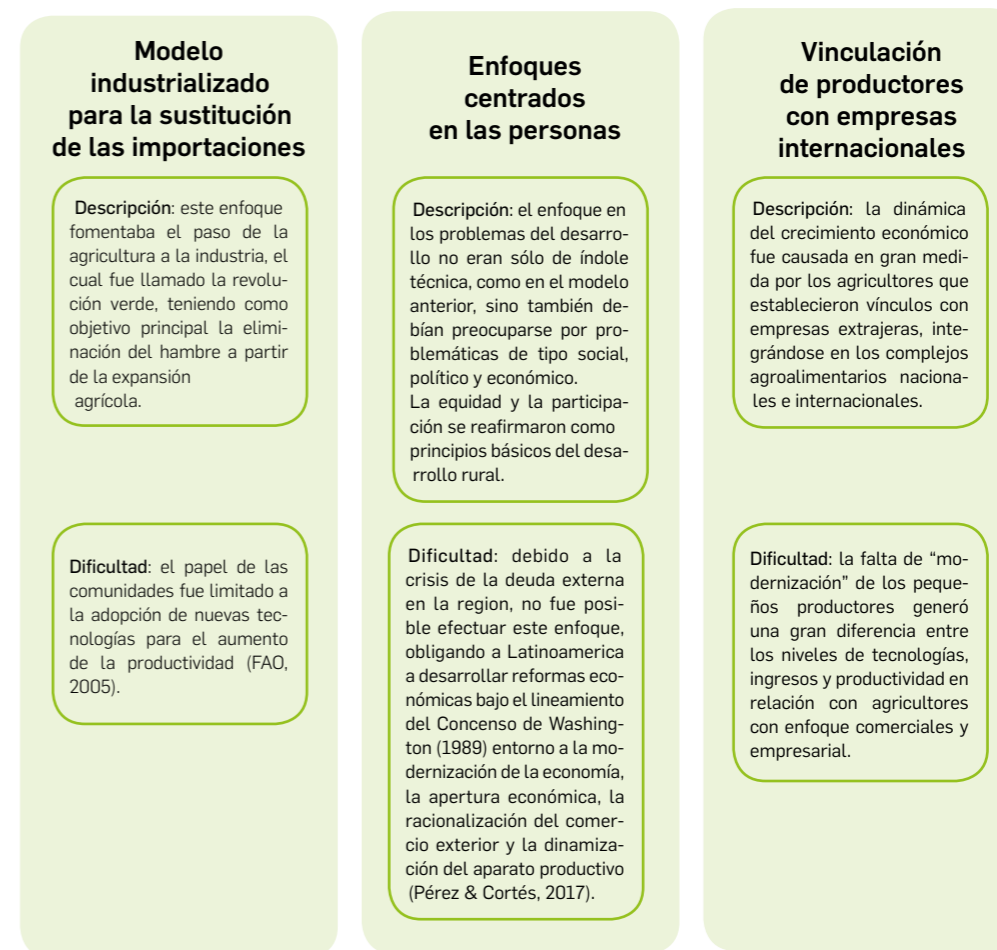 Modelo
industrializado
para la sustitución
de las importaciones
Descripción: este enfoque
fomentaba el paso de la
agricultura a la industria, el
cual fue llamado la revolu-
ción verde, teniendo como
objetivo principal la elimi-
nación del hambre a partir
de la expansión
agrícola.
Dificultad: el papel de las
comunidades fue limitado a
la adopción de nuevas tec-
nologías para el aumento
de la productividad (FAO,
2005).
Enfoques
centrados
en las personas
Descripción: el enfoque en
los problemas del desarro-
llo no eran sólo de índole
técnica, como en el modelo
anterior, sino también de-
bían preocuparse por pro-
blemáticas de tipo social,
político y económico.
La equidad y la participa-
ción se reafirmaron como
principios básicos del desa-
rrollo rural.
Dificultad: debido a la
crisis de la deuda externa
en la region, no fue posi-
ble efectuar este enfoque,
obligando a Latinoamerica
a desarrollar reformas eco-
nómicas bajo el lineamiento
del Concenso de Washing-
ton (1989) entorno a la mo-
dernización de la economía,
la apertura económica, la
racionalización del comer-
cio exterior y la dinamiza-
ción del aparato productivo
(Pérez & Cortés, 2017).
Vinculación
de productores
con empresas
internacionales
Descripción: la dinámica
del crecimiento económico
fue causada en gran medi-
da por los agricultores que
establecieron vínculos con
empresas extranjeras, inte-
grándose en los complejos
agroalimentarios naciona-
les e internacionales.
Dificultad: la falta de “mo-
dernización” de los peque-
ños productores generó
una gran diferencia entre
los niveles de tecnologías,
ingresos y productividad en
relación con agricultores
con enfoque comerciales y
empresarial.